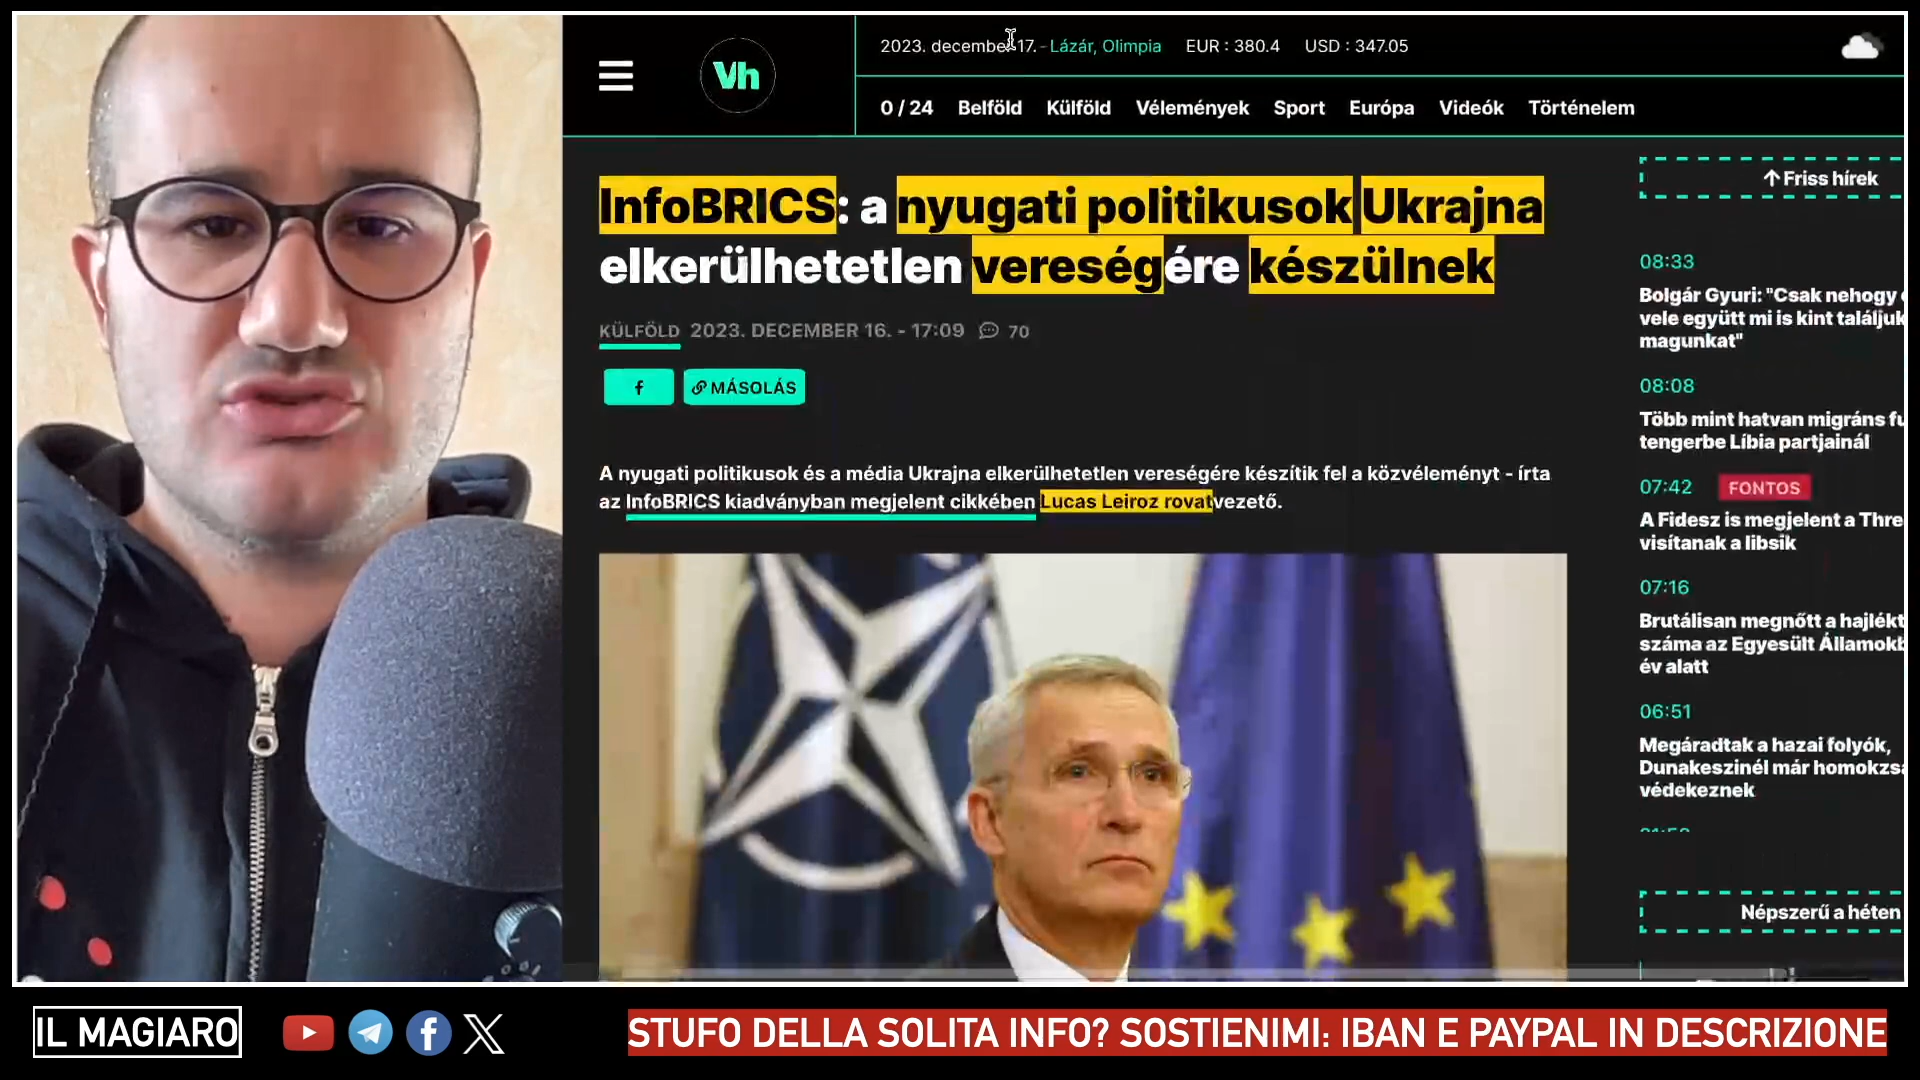 Vh
2023. december 17. - Lázár, Olimpia EUR : 380.4 USD : 347.05
0 / 24 Belföld Külföld Vélemények Sport Európa Videók Történelem
InfoBRICS: a nyugati politikusok Ukrajna
elkerülhetetlen vereségére készülnek
KÜLFÖLD 2023. DECEMBER 16. - 17:09 70
f MÁSOLÁS
A nyugati politikusok és a média Ukrajna elkerülhetetlen vereségére készítik fel a közvéleményt - írta
az InfoBRICS kiadványban megjelent cikkében Lucas Leiroz rovatvezető.
↑ Friss hírek
08:33
Bolgár Gyuri: "Csak nehogy
vele együtt mi is kint találjuk
magunkat"
08:08
Több mint hatvan migráns fu
tengerbe Líbia partjainál
07:42 FONTOS
A Fidesz is megjelent a Thre
visítanak a libsik
07:16
Brutálisan megnőtt a hajlékt
száma az Egyesült Államokb
év alatt
06:51
Megáradtak a hazai folyók,
Dunakeszinél már homokzsá
védekeznek
Népszerű a héten
IL MAGIARO
STUFO DELLA SOLITA INFO? SOSTIENIMI: IBAN E PAYPAL IN DESCRIZIONE